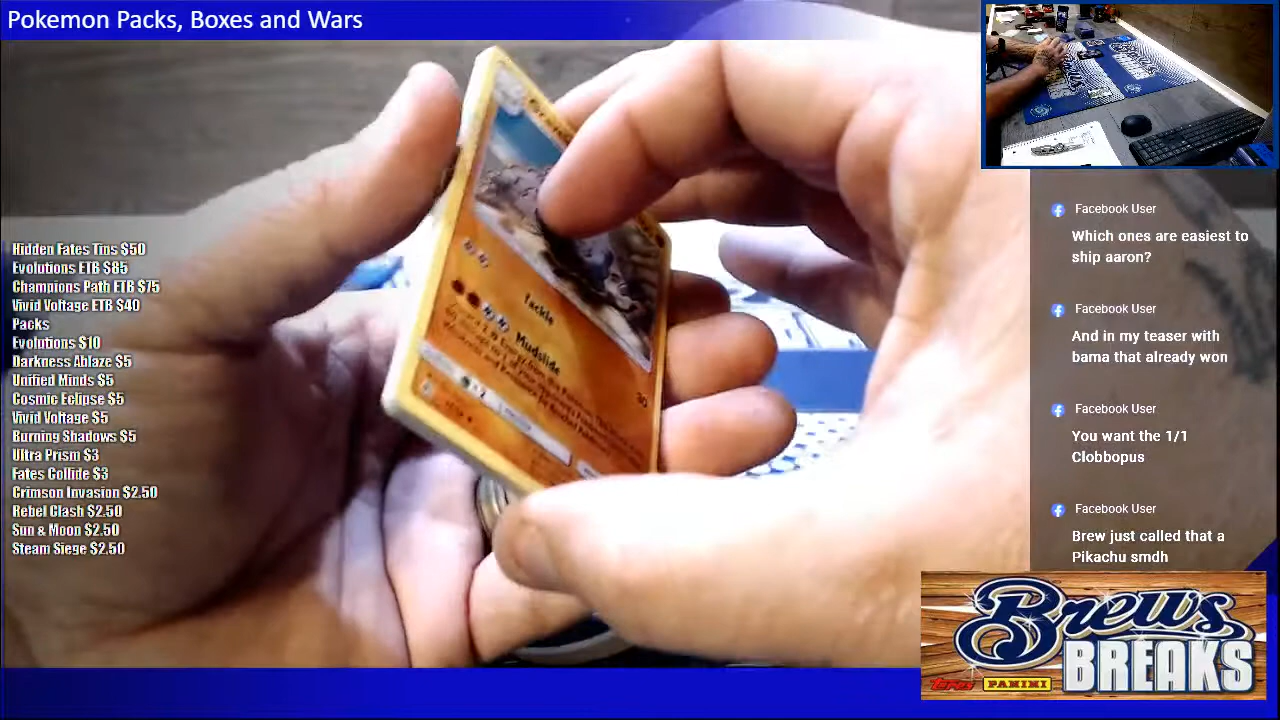 Pokemon Packs, Boxes and Wars
Hidden Fates Tins $50
Evolutions ETB $85
Champions Path ETB $75
Vivid Voltage ETB $40
Packs
Evolutions $10
Darkness Ablaze $5
Unified Minds $5
Cosmic Eclipse $5
Vivid Voltage $5
Burning Shadows $5
Ultra Prism $3
Fates Collide $3
Crimson Invasion $2.50
Rebel Clash $2.50
Sun & Moon $2.50
Steam Siege $2.50
Tackle
Mudslide
30
×2
Facebook User
Which ones are easiest to
ship aaron?
Facebook User
And in my teaser with
bama that already won
Facebook User
You want the 1/1
Clobbopus
Facebook User
Brew just called that a
Pikachu smdh
Brews
BREAKS
Topps PANINI